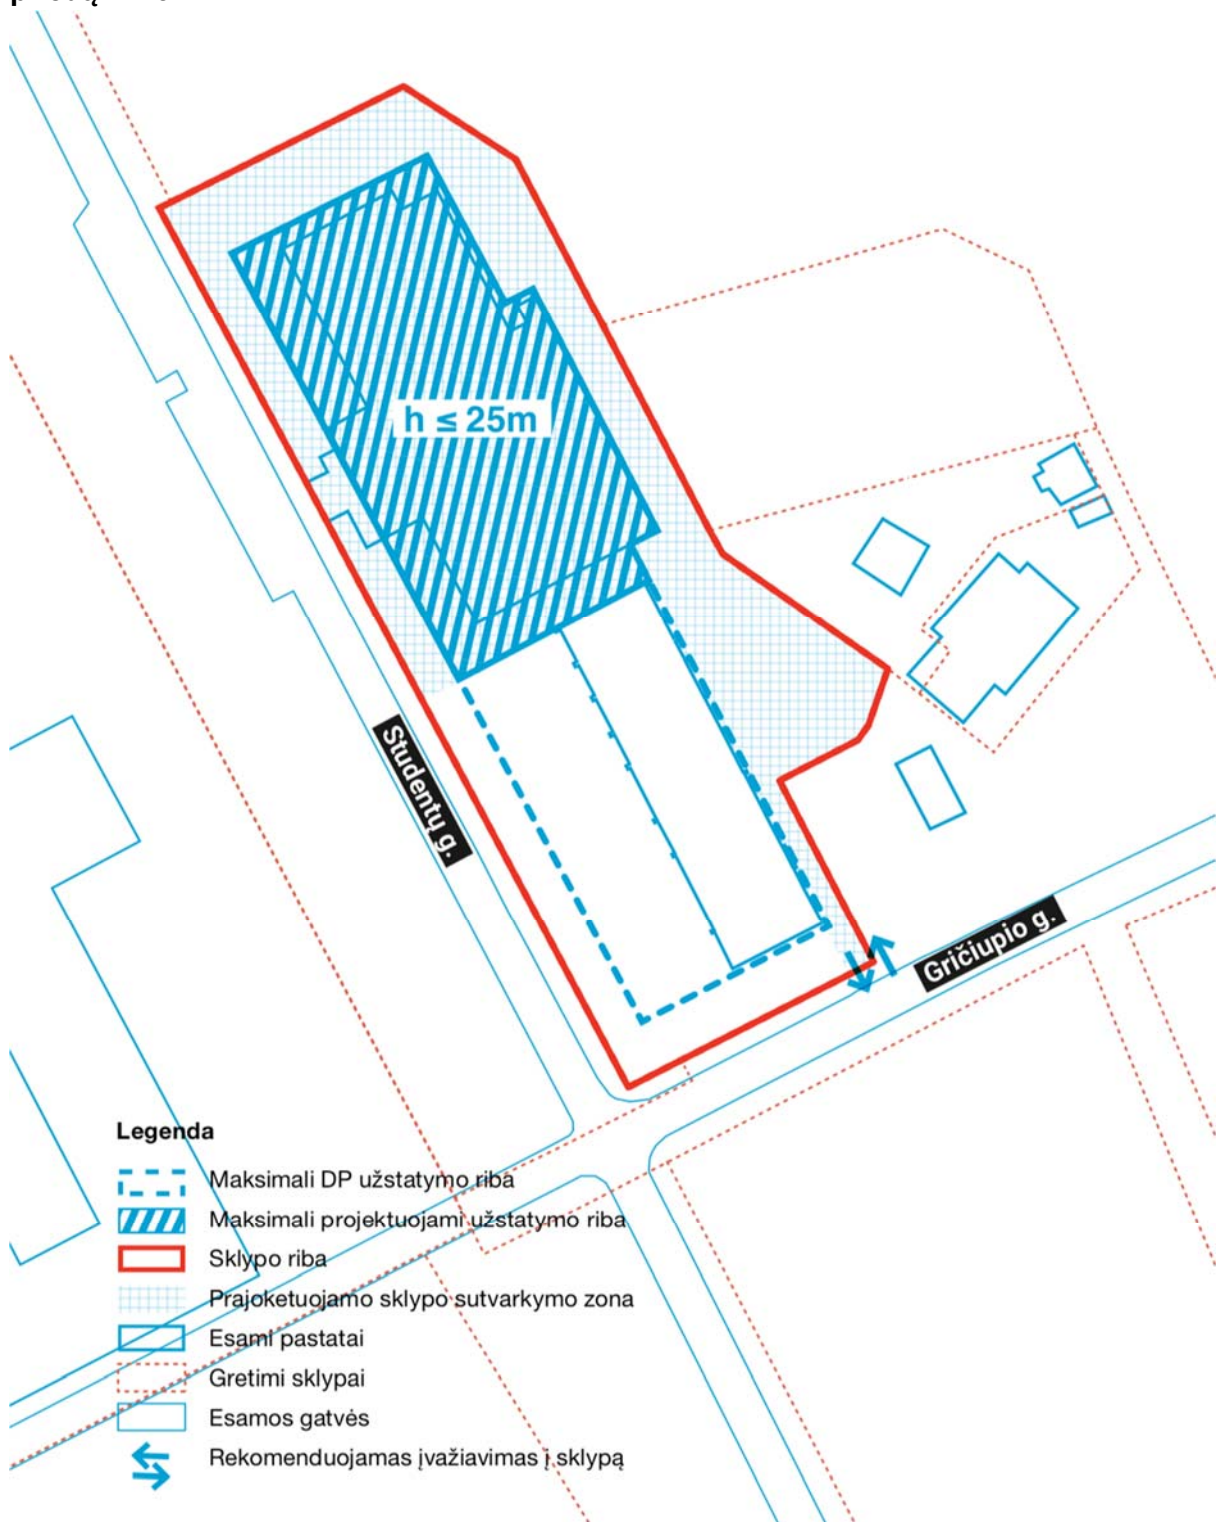 h ≤ 25m
Studentų g.
Gričiupio g.
Legenda
Maksimali DP užstatymo riba
Maksimali projektuojami užstatymo riba
Sklypo riba
Prajoketuojamo sklypo sutvarkymo zona
Esami pastatai
Gretimi sklypai
Esamos gatvės
Rekomenduojamas įvažiavimas į sklypą